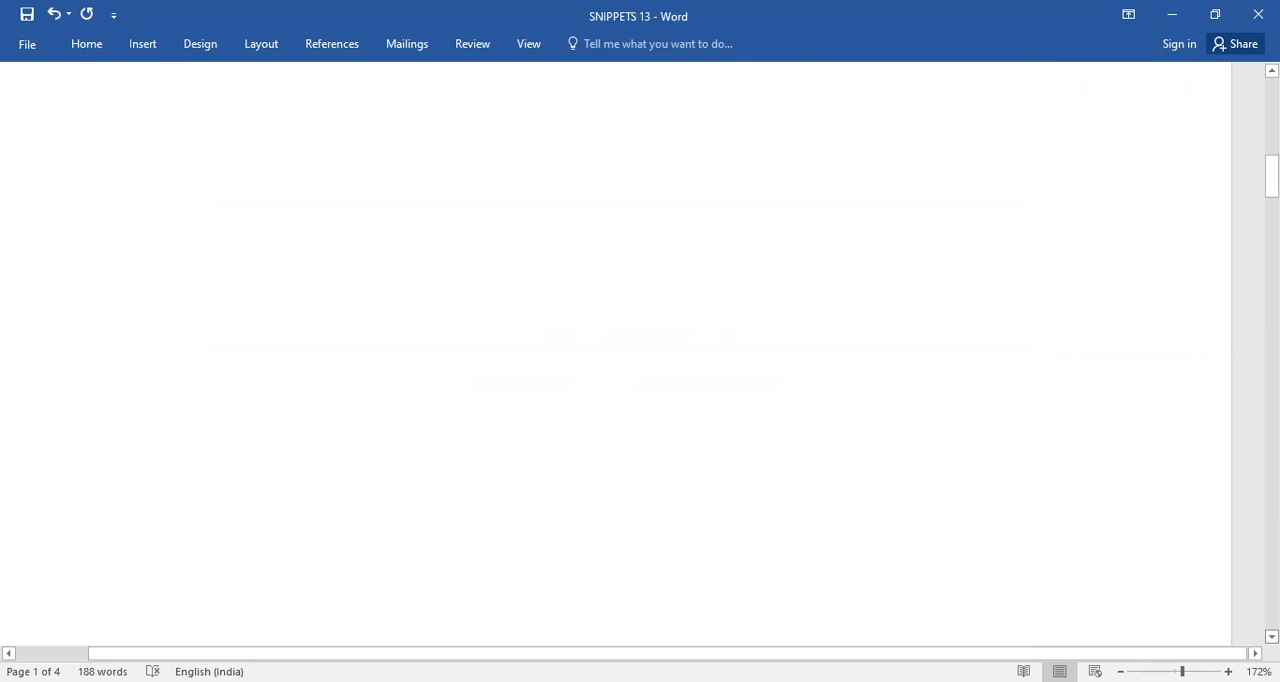 SNIPPETS 13 - Word
File Home Insert Design Layout References Mailings Review View Tell me what you want to do... Sign in Share
Page 1 of 4 188 words English (India) 172%